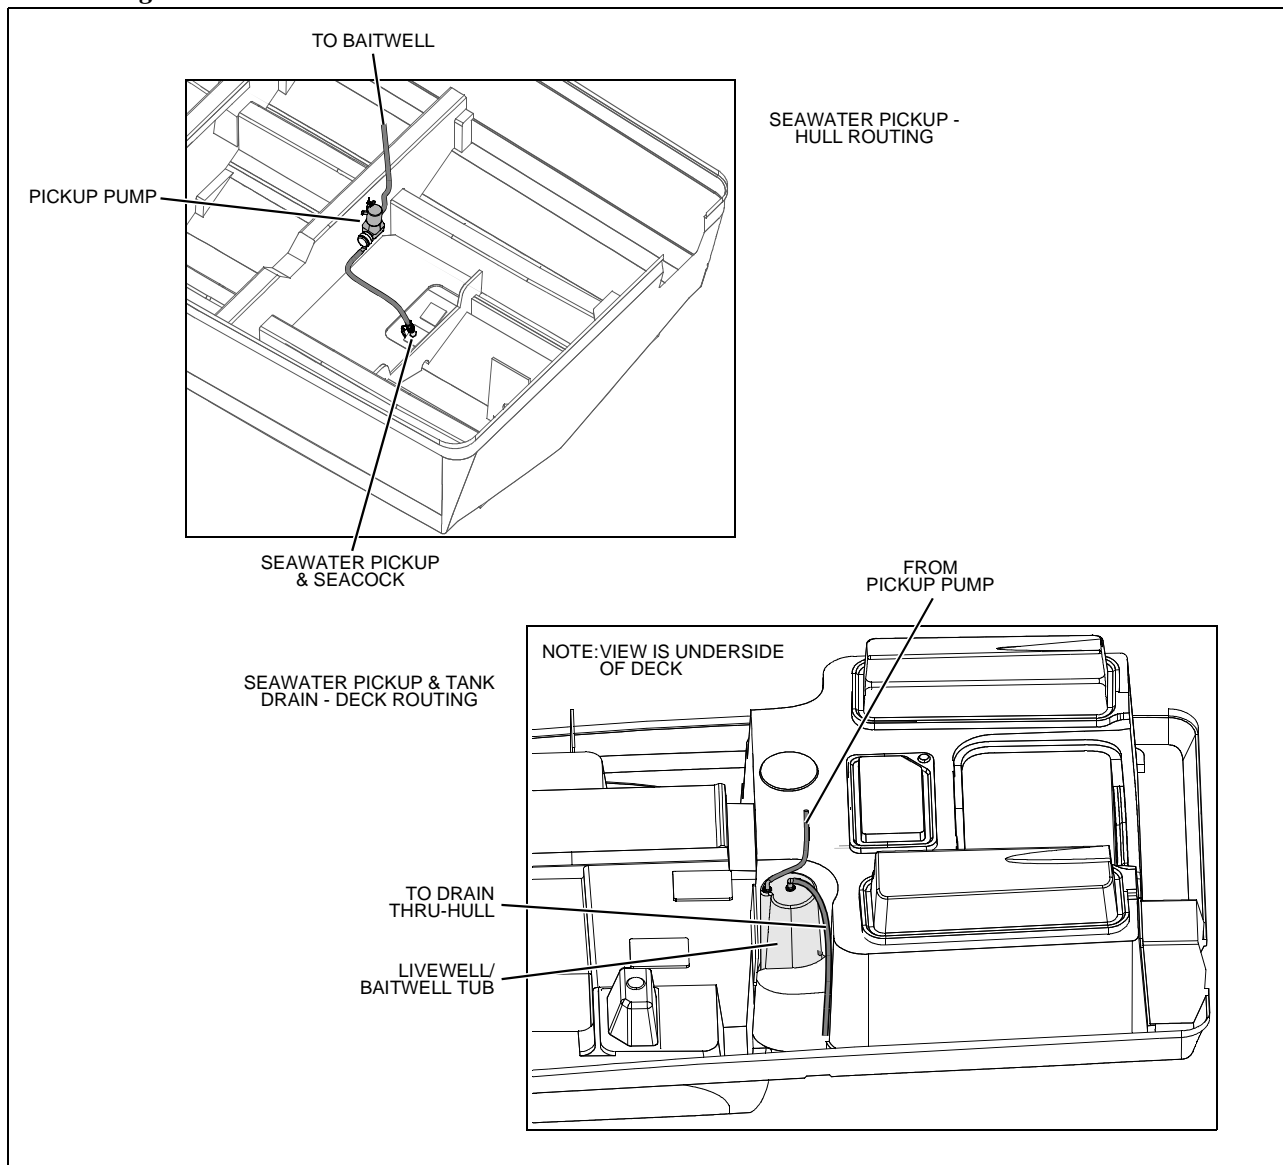 TO BAITWELL
SEAWATER PICKUP -
HULL ROUTING
PICKUP PUMP
SEAWATER PICKUP
& SEACOCK
FROM
PICKUP PUMP
NOTE:VIEW IS UNDERSIDE
OF DECK
SEAWATER PICKUP & TANK
DRAIN - DECK ROUTING
TO DRAIN
THRU-HULL
LIVEWELL/
BAITWELL TUB